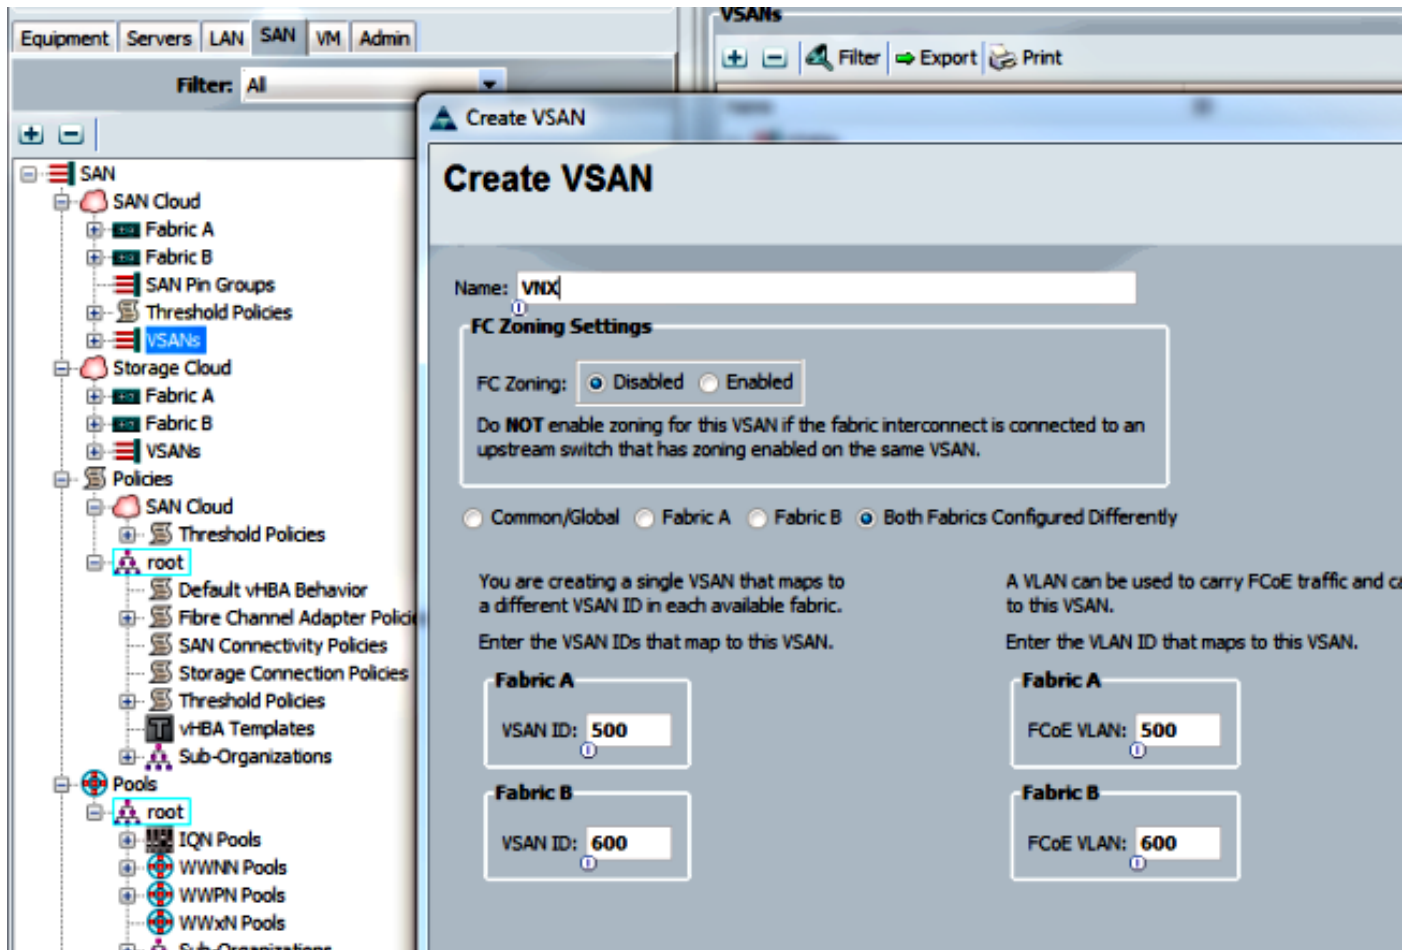 VSANs
Equipment Servers LAN SAN VM Admin
Filter Export Print
Filter: All
Create VSAN
Create VSAN
SAN
SAN Cloud
Fabric A
Fabric B
SAN Pin Groups
Threshold Policies
VSANs
Storage Cloud
Fabric A
Fabric B
VSANs
Policies
SAN Cloud
Threshold Policies
root
Default vHBA Behavior
Fibre Channel Adapter Policie
SAN Connectivity Policies
Storage Connection Policies
Threshold Policies
vHBA Templates
Sub-Organizations
Pools
root
IQN Pools
WWNN Pools
WWPN Pools
WWxN Pools
Sub-Organizations
Name: VNX
FC Zoning Settings
FC Zoning: Disabled Enabled
Do NOT enable zoning for this VSAN if the fabric interconnect is connected to an
upstream switch that has zoning enabled on the same VSAN.
Common/Global Fabric A Fabric B Both Fabrics Configured Differently
You are creating a single VSAN that maps to
a different VSAN ID in each available fabric.
Enter the VSAN IDs that map to this VSAN.
Fabric A
VSAN ID: 500
Fabric B
VSAN ID: 600
A VLAN can be used to carry FCoE traffic and ca
to this VSAN.
Enter the VLAN ID that maps to this VSAN.
Fabric A
FCoE VLAN: 500
Fabric B
FCoE VLAN: 600